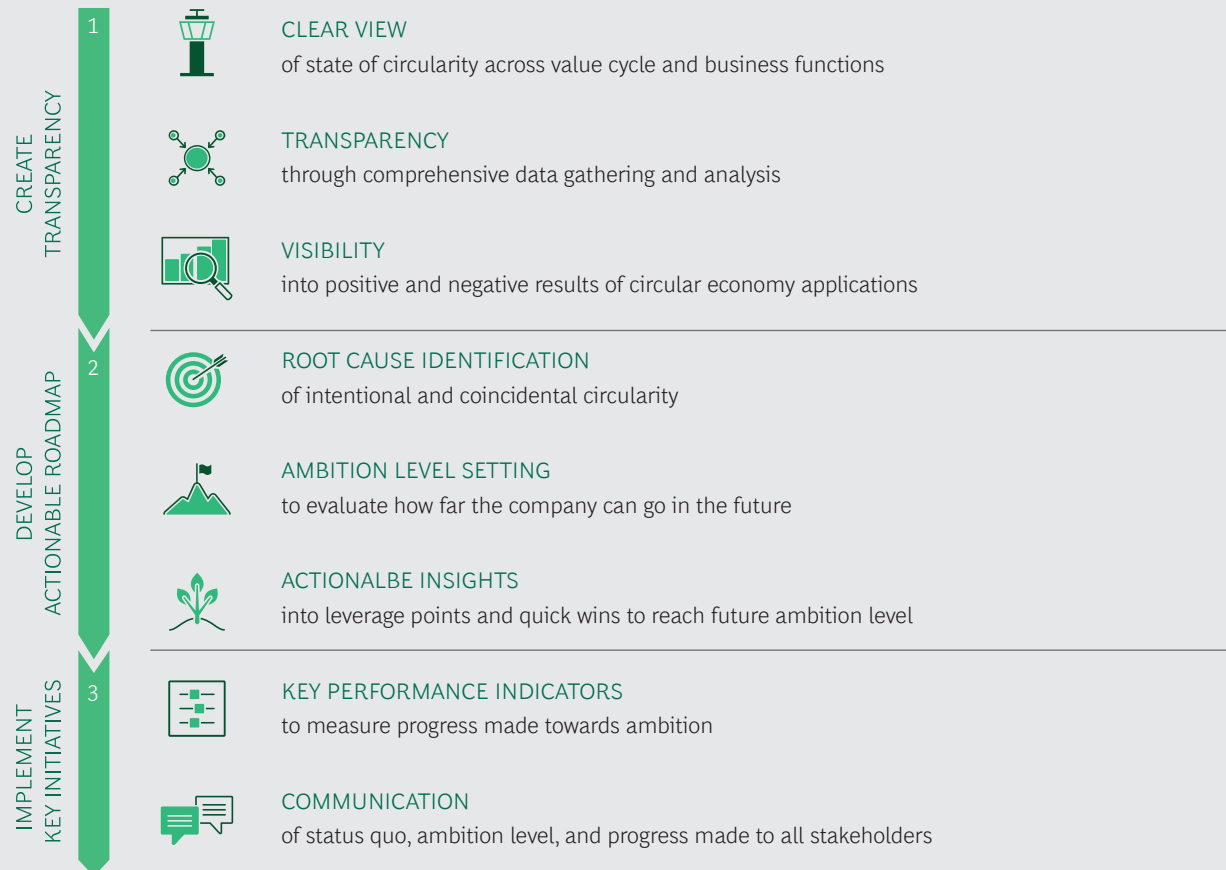 1
CREATE
TRANSPARENCY
CLEAR VIEW
of state of circularity across value cycle and business functions
TRANSPARENCY
through comprehensive data gathering and analysis
VISIBILITY
into positive and negative results of circular economy applications
2
DEVELOP
ACTIONABLE ROADMAP
ROOT CAUSE IDENTIFICATION
of intentional and coincidental circularity
AMBITION LEVEL SETTING
to evaluate how far the company can go in the future
ACTIONALBE INSIGHTS
into leverage points and quick wins to reach future ambition level
3
IMPLEMENT
KEY INITIATIVES
KEY PERFORMANCE INDICATORS
to measure progress made towards ambition
COMMUNICATION
of status quo, ambition level, and progress made to all stakeholders